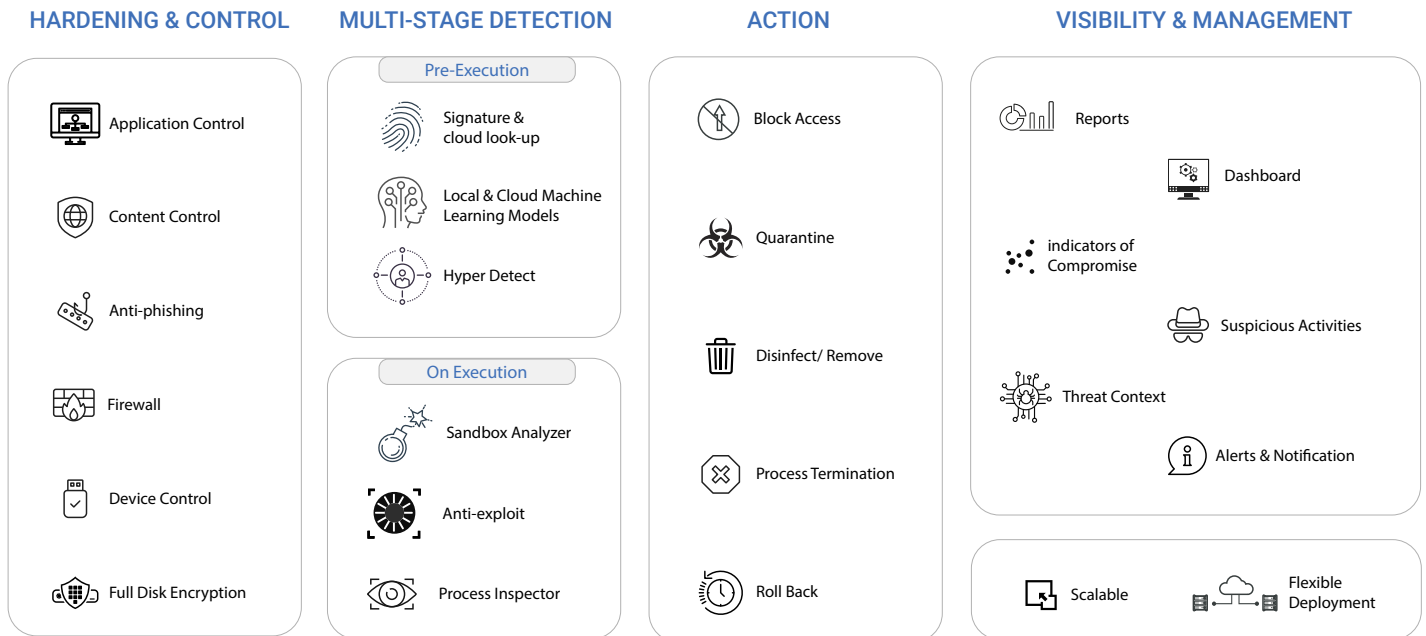 HARDENING & CONTROL
Application Control
Content Control
Anti-phishing
Firewall
Device Control
Full Disk Encryption
MULTI-STAGE DETECTION
Pre-Execution
Signature &
cloud look-up
Local & Cloud Machine
Learning Models
Hyper Detect
On Execution
Sandbox Analyzer
Anti-exploit
Process Inspector
ACTION
Block Access
Quarantine
Disinfect/ Remove
Process Termination
Roll Back
VISIBILITY & MANAGEMENT
Reports
Dashboard
indicators of
Compromise
Suspicious Activities
Threat Context
Alerts & Notification
Scalable
Flexible
Deployment